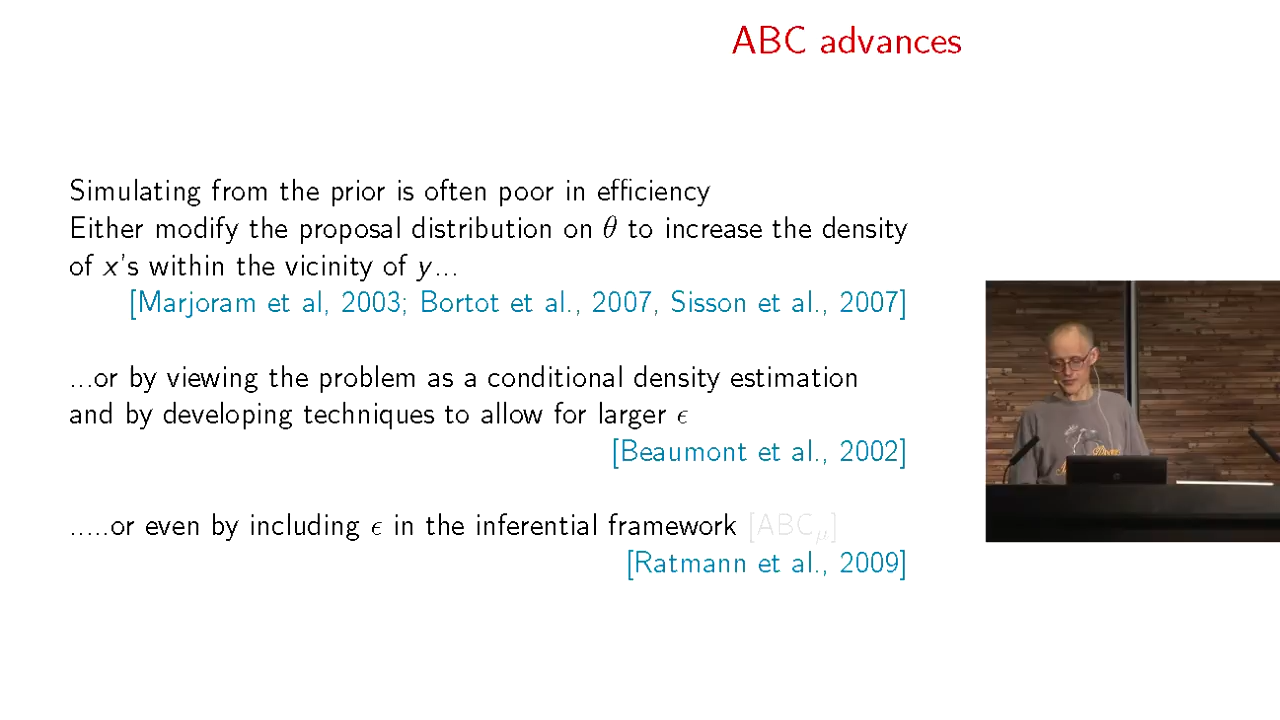 ABC advances
Simulating from the prior is often poor in efficiency
Either modify the proposal distribution on θ to increase the density
of x's within the vicinity of y...
[Marjoram et al, 2003; Bortot et al., 2007, Sisson et al., 2007]
...or by viewing the problem as a conditional density estimation
and by developing techniques to allow for larger ϵ
[Beaumont et al., 2002]
.....or even by including ϵ in the inferential framework [ABCμ]
[Ratmann et al., 2009]